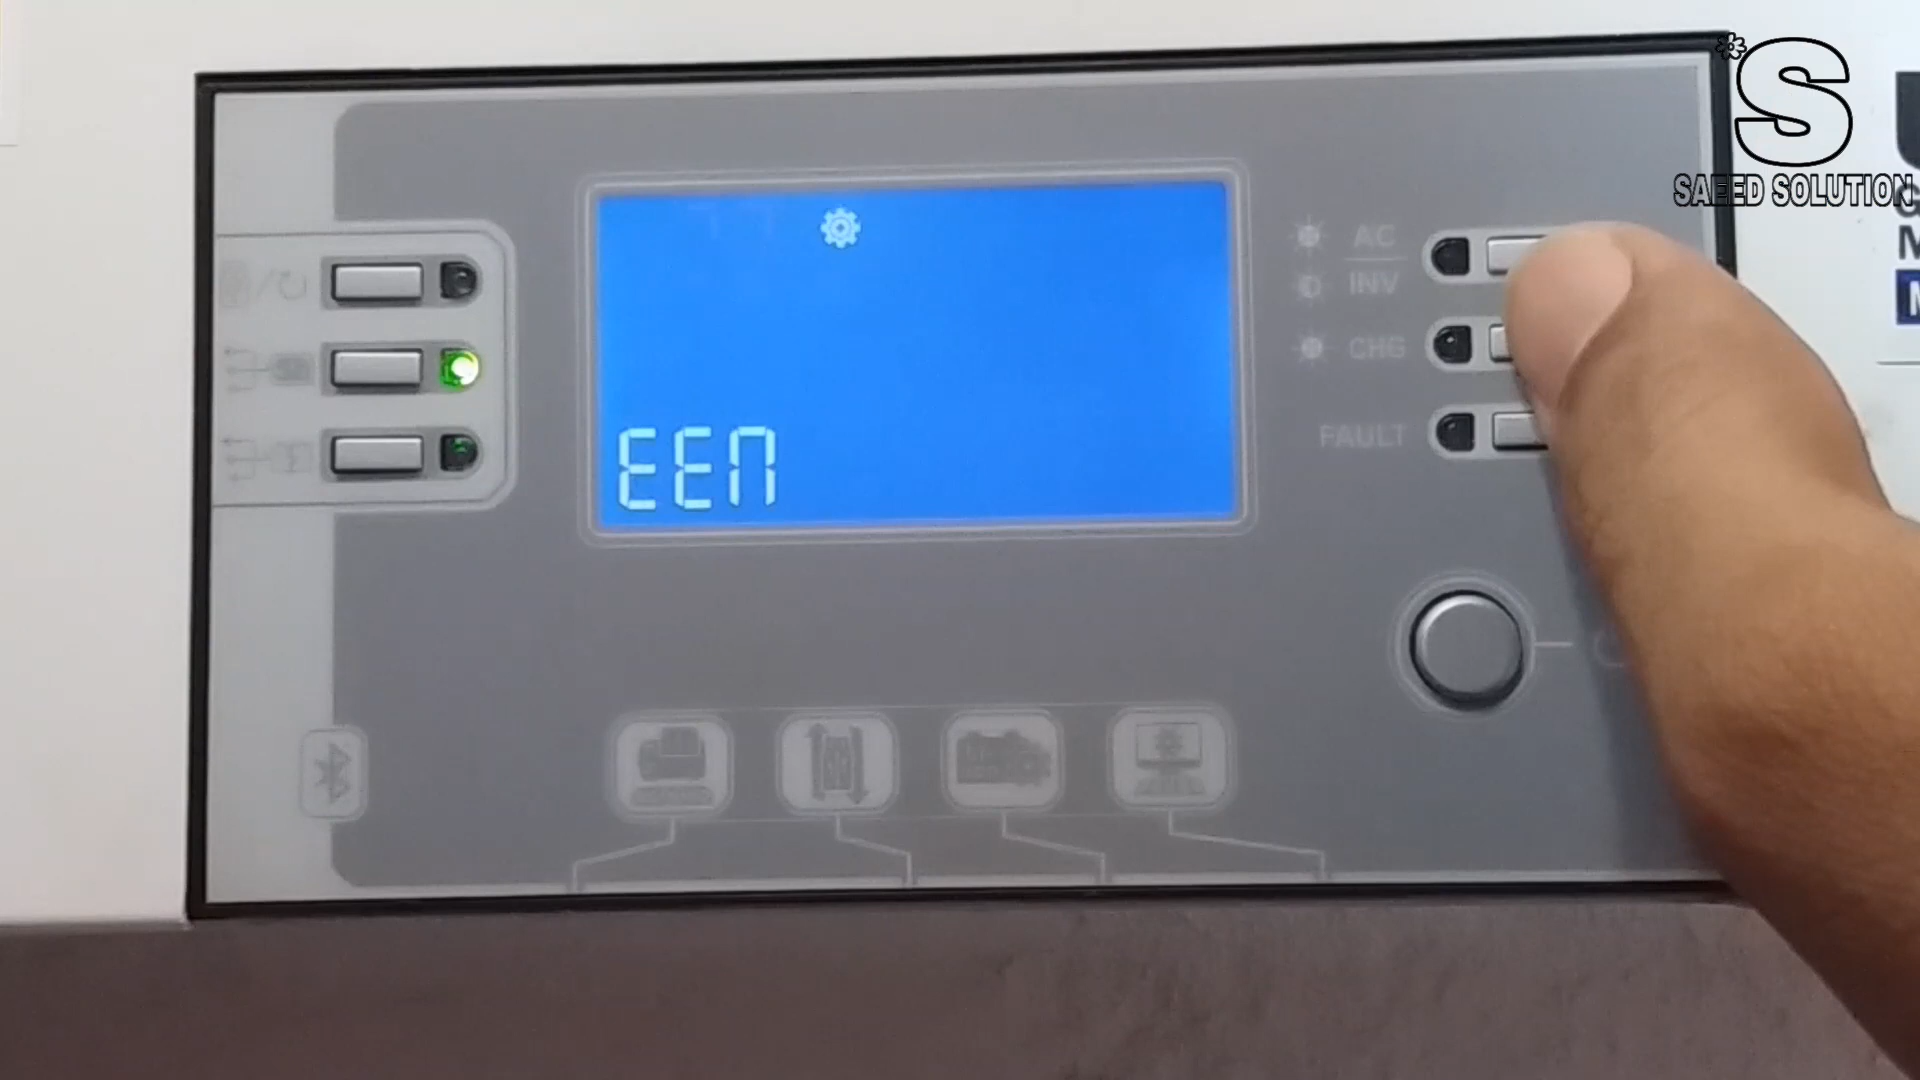 S
SAEED SOLUTION
AC
INV
CHG
FAULT
EEN